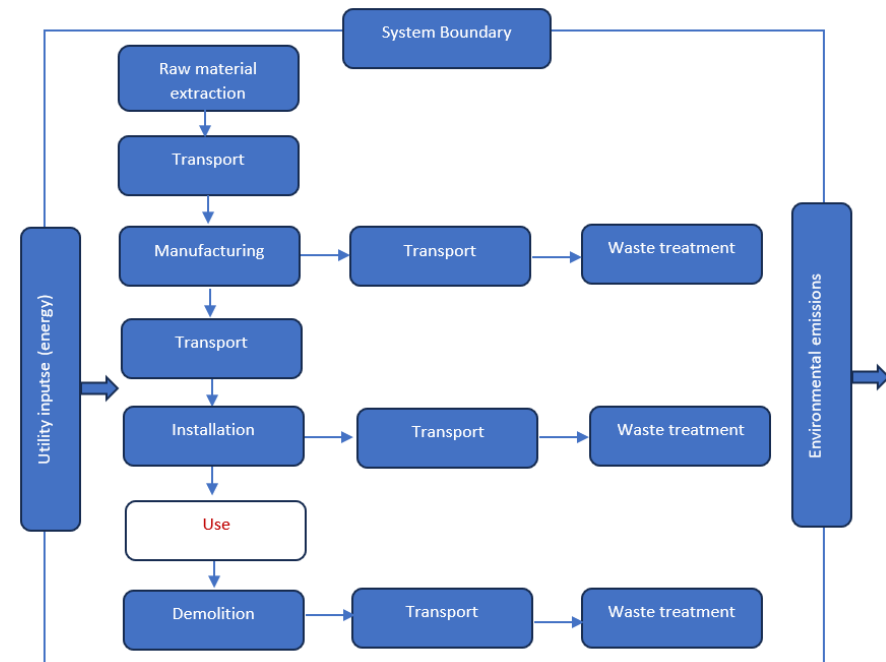 System Boundary
Raw material
extraction
Transport
Manufacturing
Transport
Waste treatment
Transport
Installation
Transport
Waste treatment
Use
Demolition
Transport
Waste treatment
Utility inputse (energy)
Environmental emissions